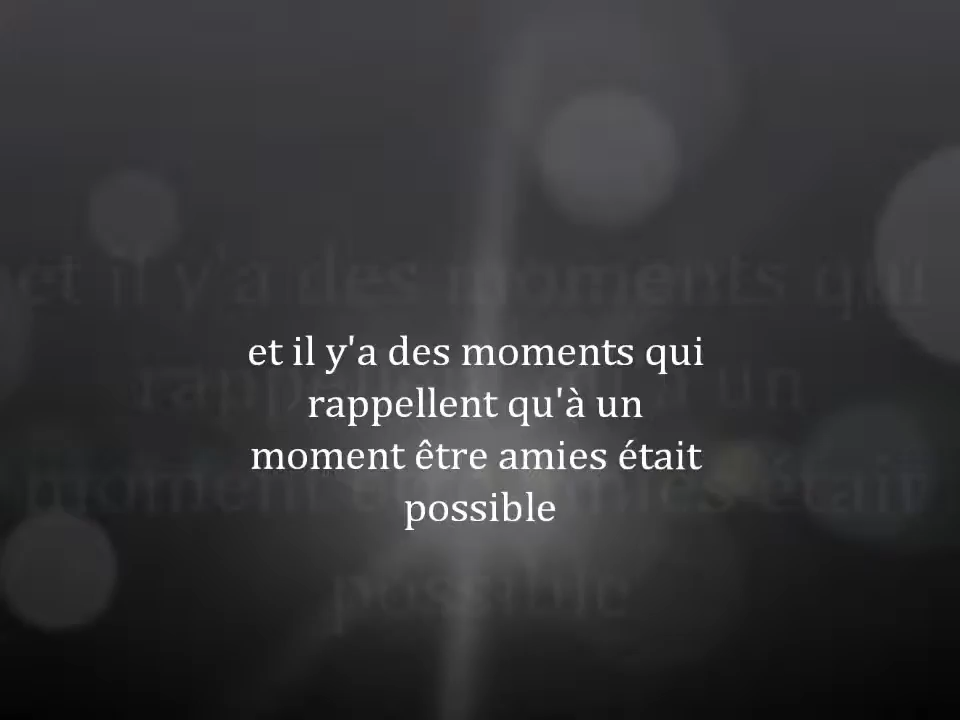 et il y'a des moments qui
rappellent qu'à un
moment être amies était
possible